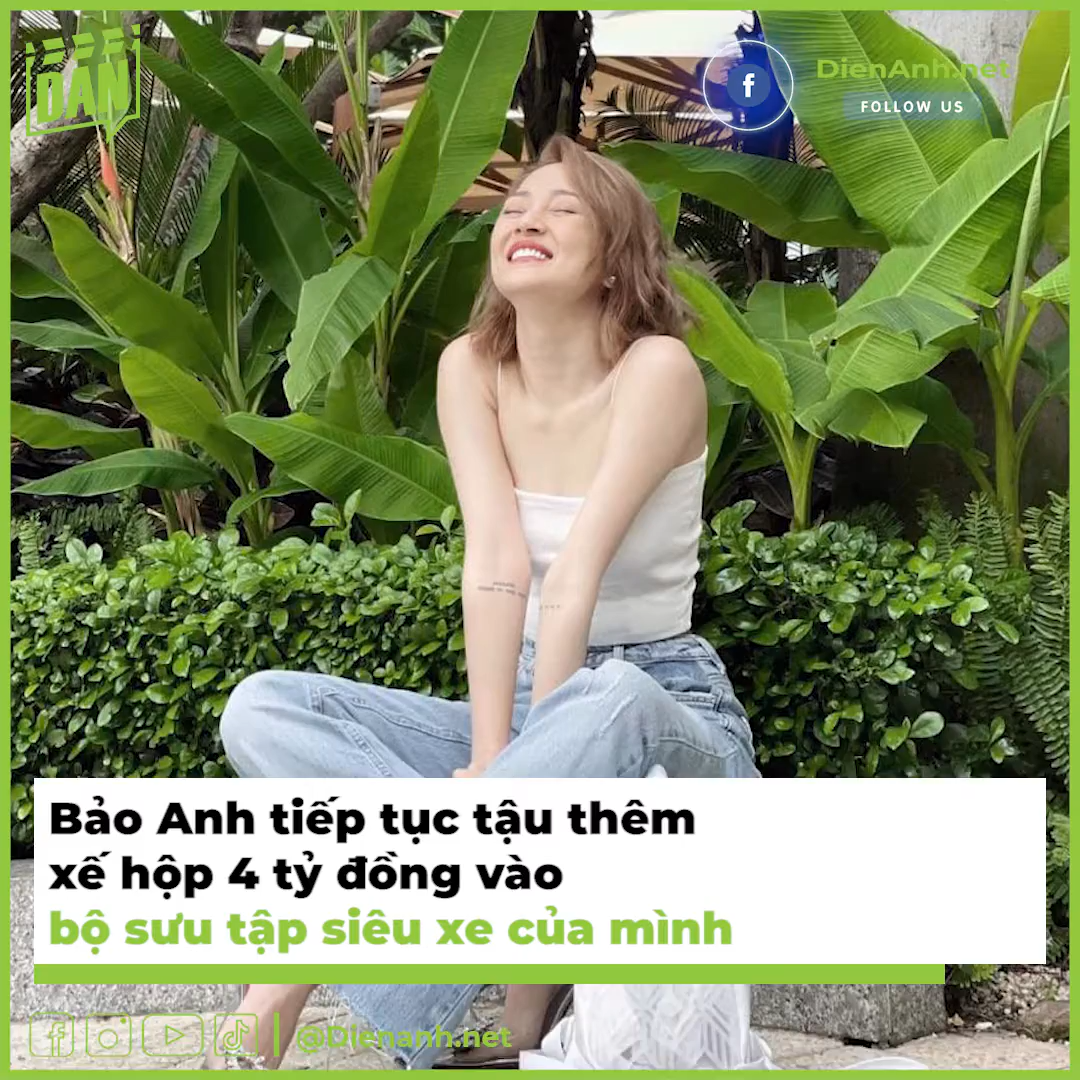 DAN
f
DienAnh.net
FOLLOW US
Bảo Anh tiếp tục tậu thêm
xế hộp 4 tỷ đồng vào
bộ sưu tập siêu xe của mình
@Dienanh.net